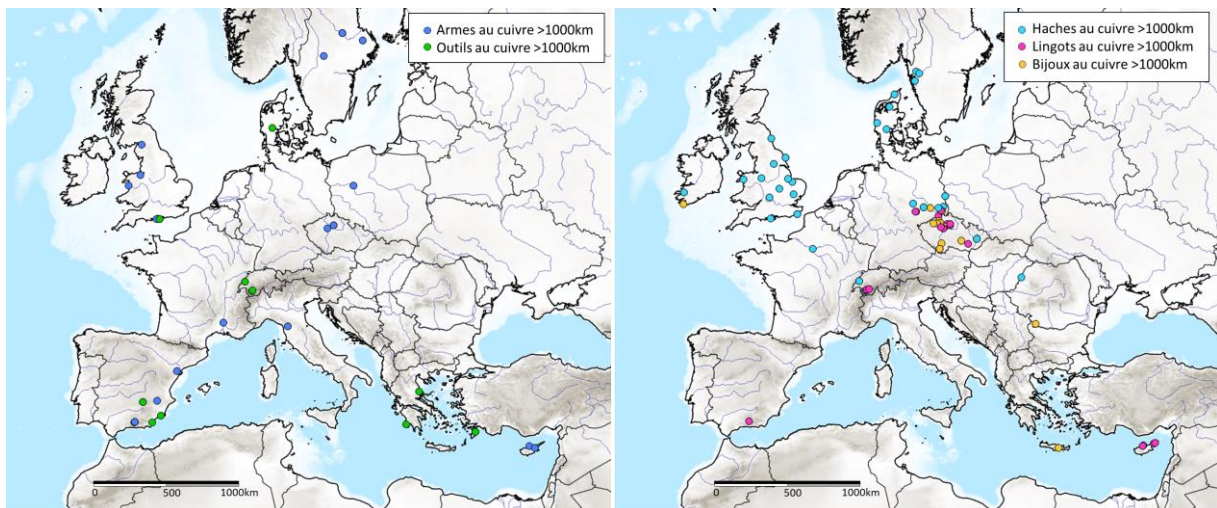 Armes au cuivre >1000km
Outils au cuivre >1000km
0 500 1000km
Haches au cuivre >1000km
Lingots au cuivre >1000km
Bijoux au cuivre >1000km
0 500 1000km